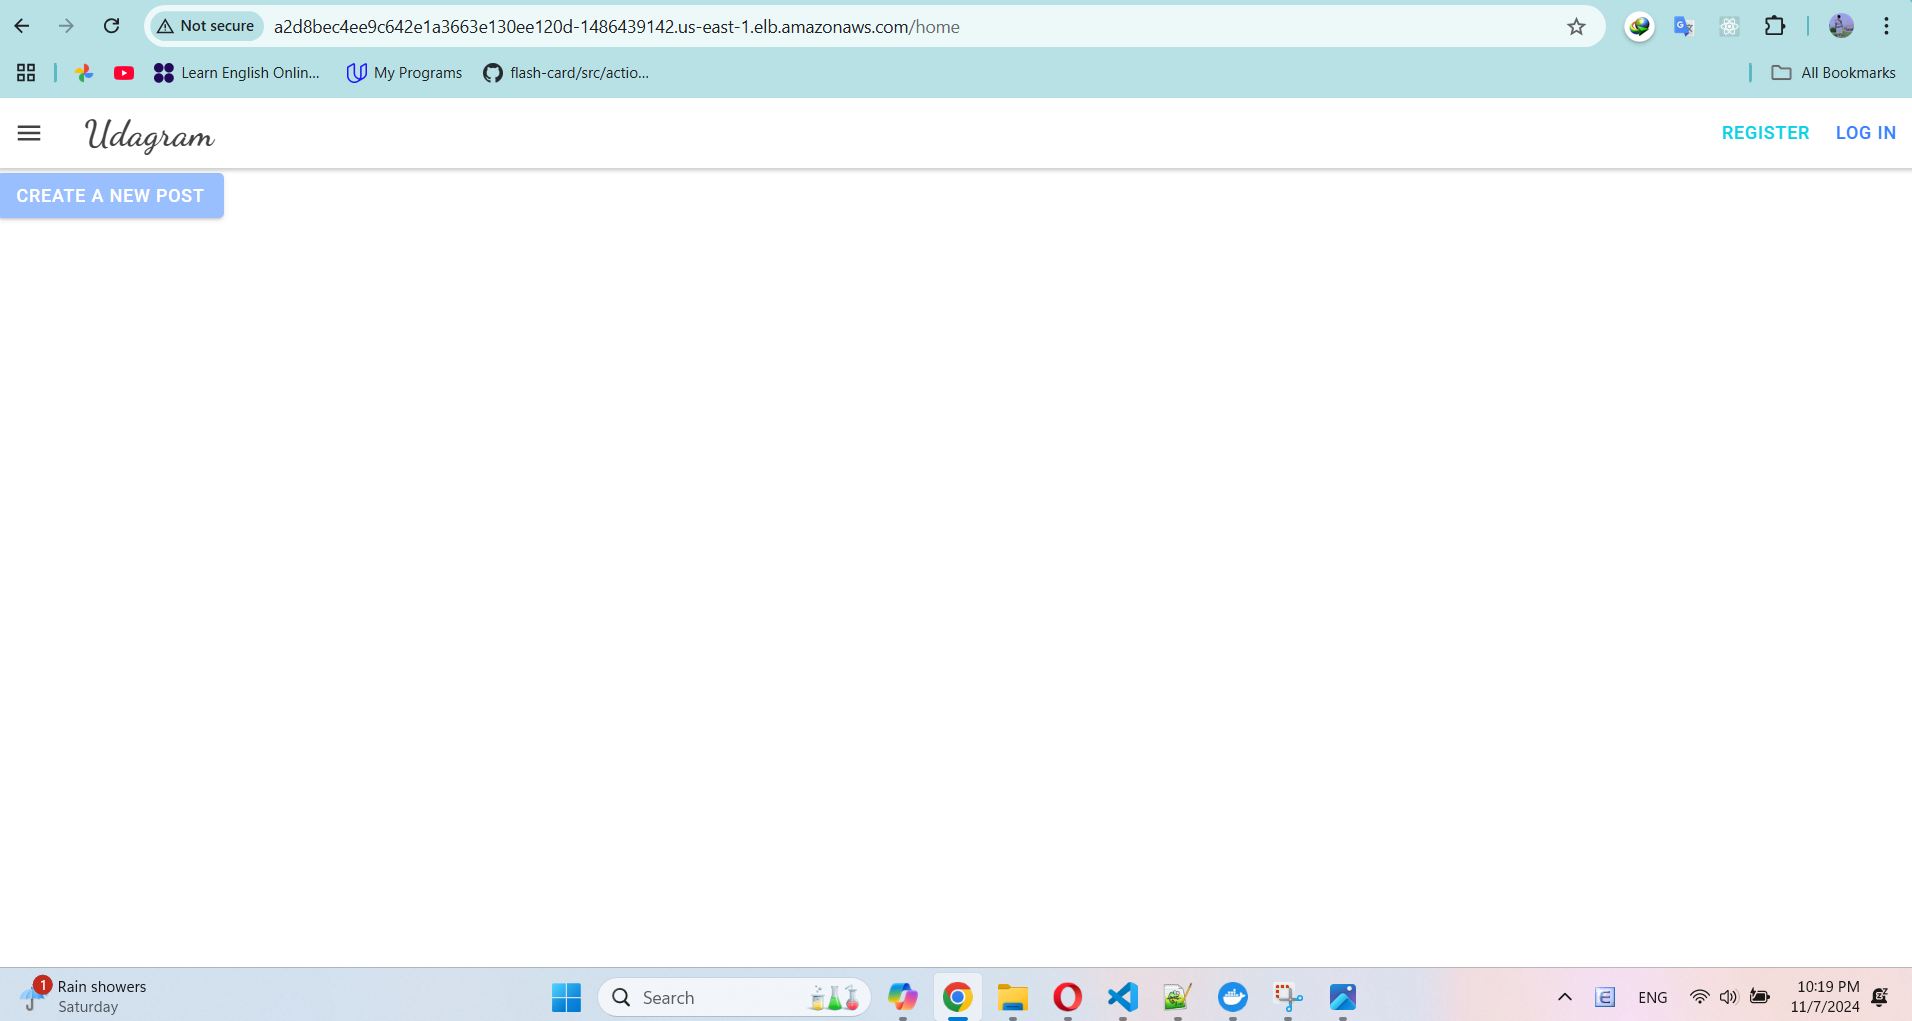 Not secure a2d8bec4ee9c642e1a3663e130ee120d-1486439142.us-east-1.elb.amazonaws.com/home
Learn English Onlin... My Programs flash-card/src/actio... All Bookmarks
Udagram REGISTER LOG IN
CREATE A NEW POST
1 Rain showers
Saturday
Search
ENG
10:19 PM
11/7/2024